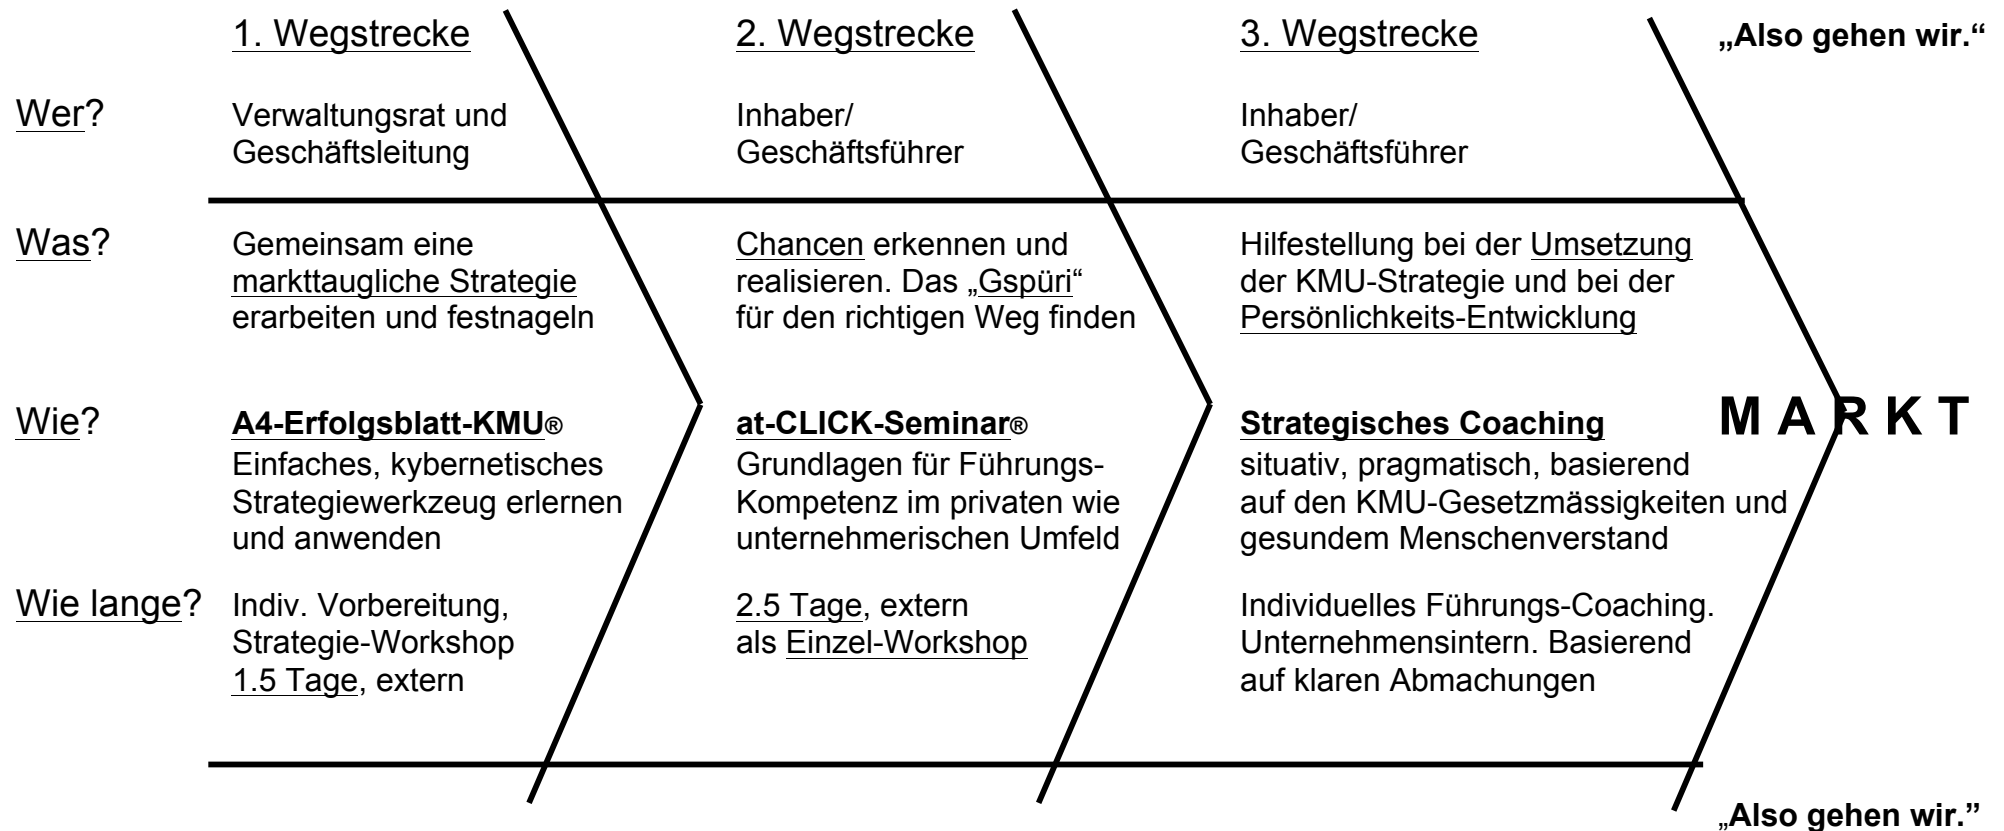 1. Wegstrecke
2. Wegstrecke
3. Wegstrecke
„Also gehen wir.“
Wer?
Verwaltungsrat und
Geschäftsleitung
Inhaber/
Geschäftsführer
Inhaber/
Geschäftsführer
Was?
Gemeinsam eine
markttaugliche Strategie
erarbeiten und festnageln
Chancen erkennen und
realisieren. Das „Gspüri“
für den richtigen Weg finden
Hilfestellung bei der Umsetzung
der KMU-Strategie und bei der
Persönlichkeits-Entwicklung
Wie?
A4-Erfolgsblatt-KMU®
Einfaches, kybernetisches
Strategiewerkzeug erlernen
und anwenden
at-CLICK-Seminar®
Grundlagen für Führungs-
Kompetenz im privaten wie
unternehmerischen Umfeld
Strategisches Coaching
situativ, pragmatisch, basierend
auf den KMU-Gesetzmässigkeiten und
gesundem Menschenverstand
M A R K T
Wie lange?
Indiv. Vorbereitung,
Strategie-Workshop
1.5 Tage, extern
2.5 Tage, extern
als Einzel-Workshop
Individuelles Führungs-Coaching.
Unternehmensintern. Basierend
auf klaren Abmachungen
„Also gehen wir.”